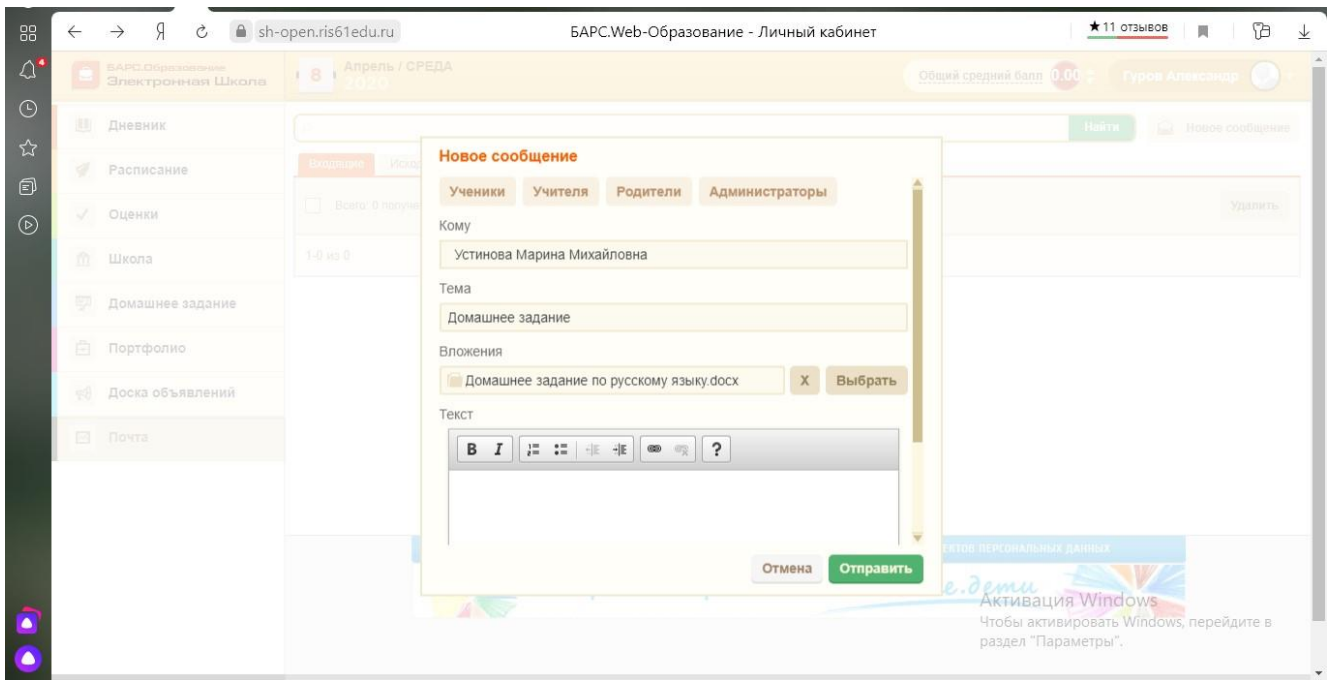 sh-open.ris61edu.ru БАРС.Web-Образование - Личный кабинет ★11 отзывов
БАРС.Образование
Электронная Школа
8 Апрель / СРЕДА
2020
Общий средний балл 0.00 Гуров Александр
Дневник
Расписание
Оценки
Школа
Домашнее задание
Портфолио
Доска объявлений
Почта
Найти Новое сообщение
Входящие
Всего: 0
Удалить
1-0 из 0
Новое сообщение
Ученики Учителя Родители Администраторы
Кому
Устинова Марина Михайловна
Тема
Домашнее задание
Вложения
Домашнее задание по русскому языку.docx X Выбрать
Текст
B I ?
Отмена Отправить
ПЕРСОНАЛЬНЫХ ДАННЫХ
е.дети
Активация Windows
Чтобы активировать Windows, перейдите в
раздел "Параметры".